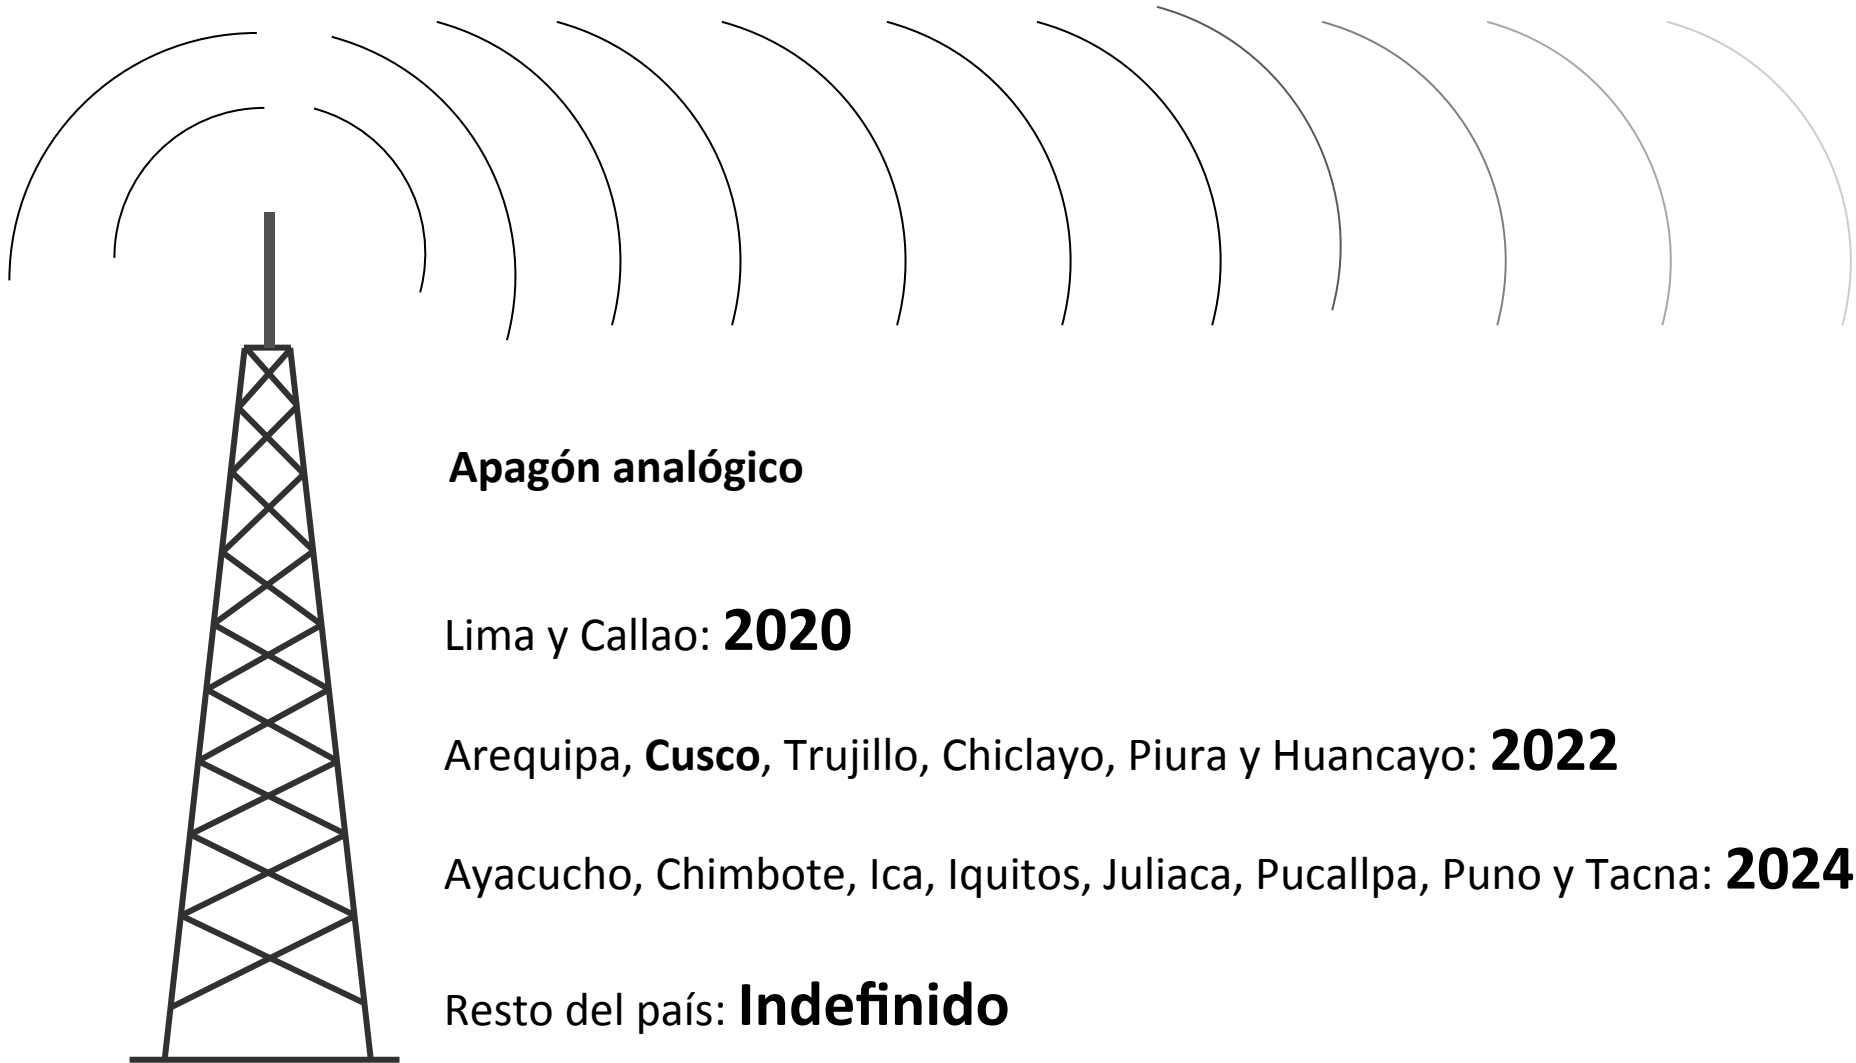 Apagón analógico
Lima y Callao: 2020
Arequipa, Cusco, Trujillo, Chiclayo, Piura y Huancayo: 2022
Ayacucho, Chimbote, Ica, Iquitos, Juliaca, Pucallpa, Puno y Tacna: 2024
Resto del país: Indefinido